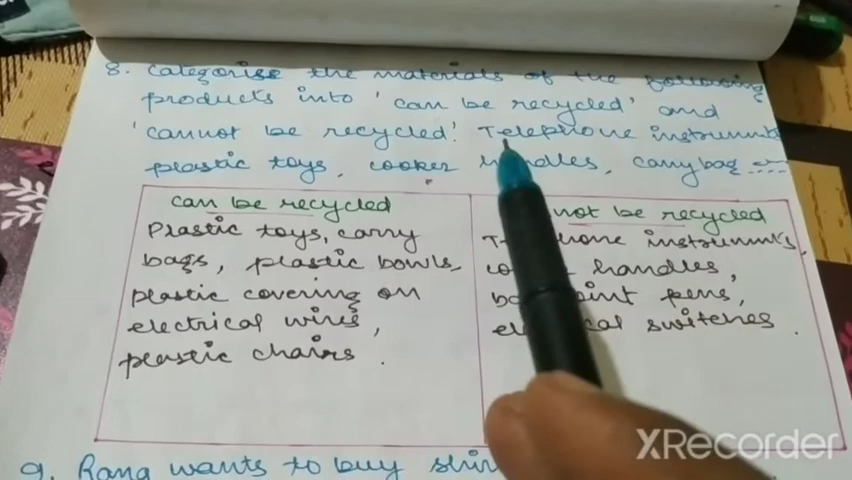 8. Categorise the materials of the following
products into 'can be recycled' and
'cannot be recycled'. Telephone instruments
plastic toys, cooker handles, carry bag
can be recycled
Plastic toys, carry
bags, plastic bowls,
plastic covering on
electrical wires,
plastic chairs.
not be recycled
instruments,
handles,
point pens,
switches.
9. Rana wants to buy
XRecorder